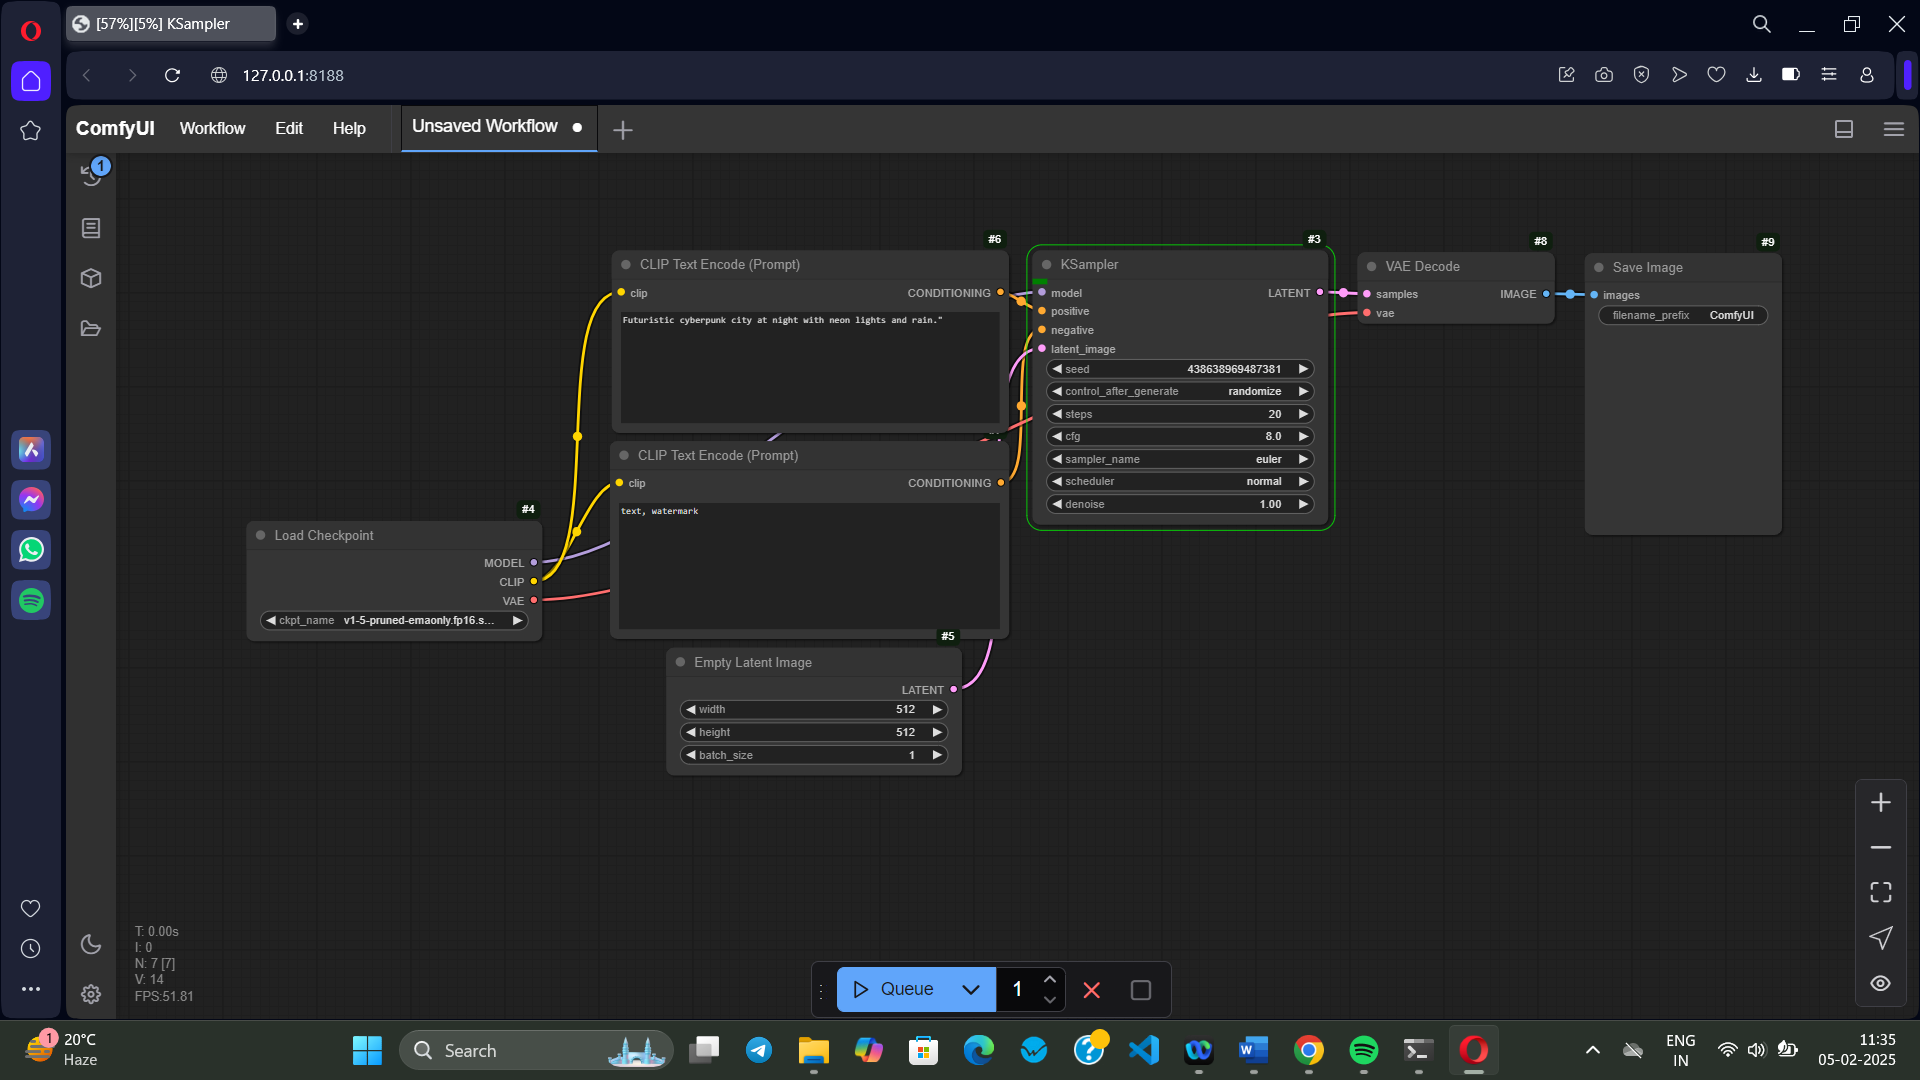 [57%][5%] KSampler
127.0.0.1:8188
ComfyUI
Workflow
Edit
Help
Unsaved Workflow
1
#6
CLIP Text Encode (Prompt)
clip
CONDITIONING
Futuristic cyberpunk city at night with neon lights and rain."
CLIP Text Encode (Prompt)
clip
CONDITIONING
text, watermark
#4
Load Checkpoint
MODEL
CLIP
VAE
ckpt_name v1-5-pruned-emaonly.fp16.s...
#5
Empty Latent Image
LATENT
width 512
height 512
batch_size 1
#3
KSampler
model
LATENT
positive
negative
latent_image
seed 438638969487381
control_after_generate randomize
steps 20
cfg 8.0
sampler_name euler
scheduler normal
denoise 1.00
#8
VAE Decode
samples
IMAGE
vae
#9
Save Image
images
filename_prefix ComfyUI
T: 0.00s
I: 0
N: 7 [7]
V: 14
FPS:51.81
Queue
1
1
20°C
Haze
Search
ENG
IN
11:35
05-02-2025